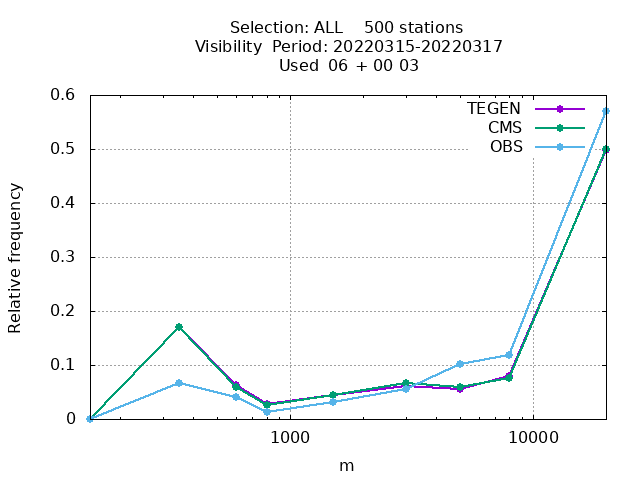 Selection: ALL    500 stations
Visibility  Period: 20220315-20220317
Used  06 + 00 03
TEGEN
CMS
OBS
Relative frequency
0.6
0.5
0.4
0.3
0.2
0.1
0
1000
10000
m